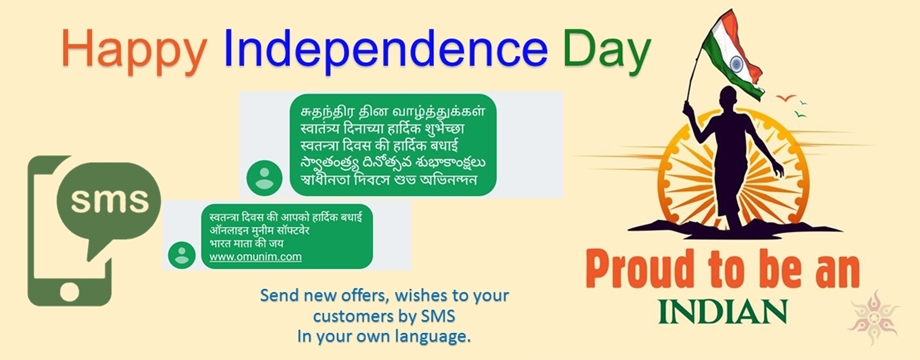 Happy Independence Day
சுதந்திர தின வாழ்த்துக்கள்
स्वातंत्र्य दिनाच्या हार्दिक शुभेच्छा
स्वतन्त्रा दिवस की हार्दिक बधाई
స్వాతంత్ర్య దినోత్సవ శుభాకాంక్షలు
স্বাধীনতা দিবসে শুভ অভিনন্দন
sms
स्वतन्त्रा दिवस की आपको हार्दिक बधाई
ऑनलाइन मुनीम सॉफ्टवेर
भारत माता की जय
www.omunim.com
Send new offers, wishes to your
customers by SMS
In your own language.
Proud to be an
INDIAN